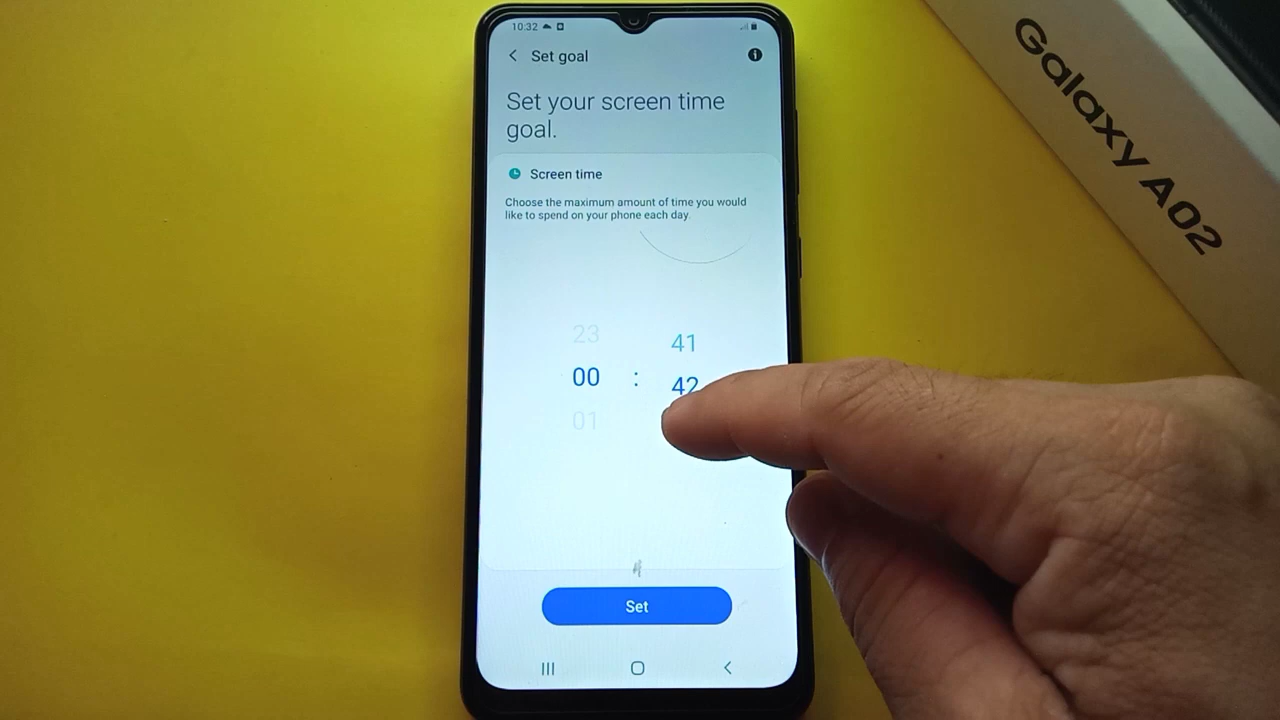 10:32
Set goal
Set your screen time
goal.
Screen time
Choose the maximum amount of time you would
like to spend on your phone each day.
23
41
00 : 42
01
Set
Galaxy A02